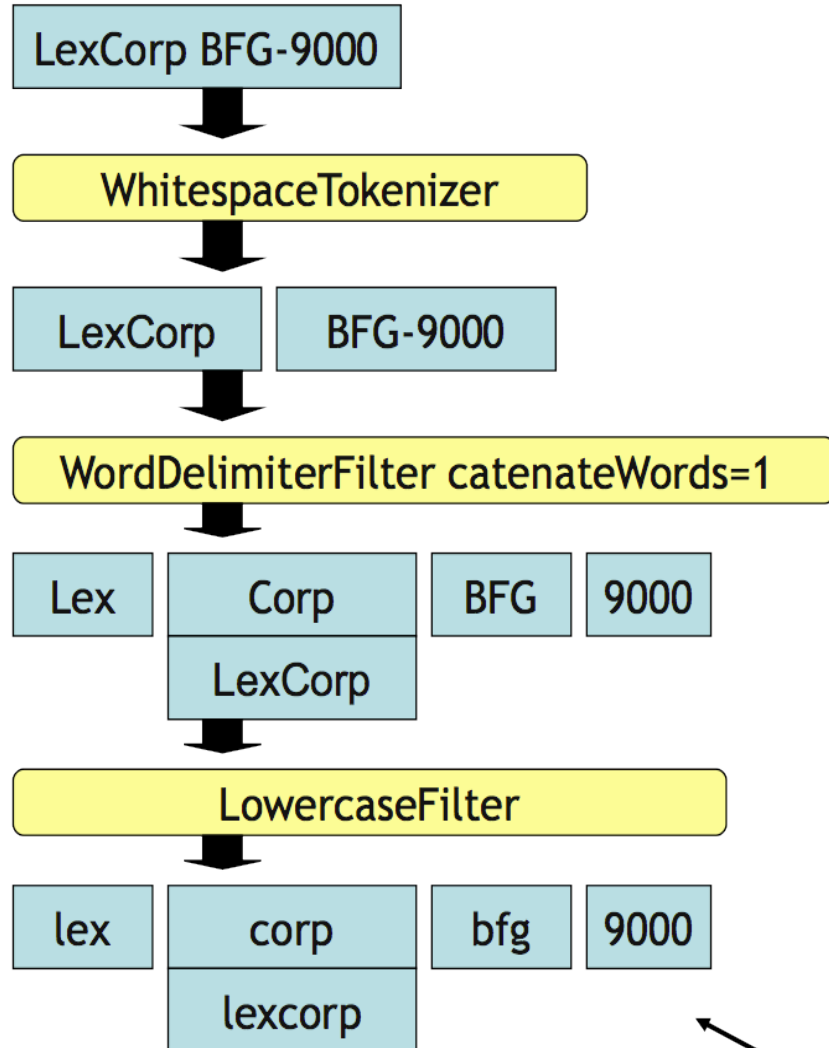 LexCorp BFG-9000
WhitespaceTokenizer
LexCorp BFG-9000
WordDelimiterFilter catenateWords=1
Lex Corp BFG 9000
LexCorp
LowercaseFilter
lex corp bfg 9000
lexcorp